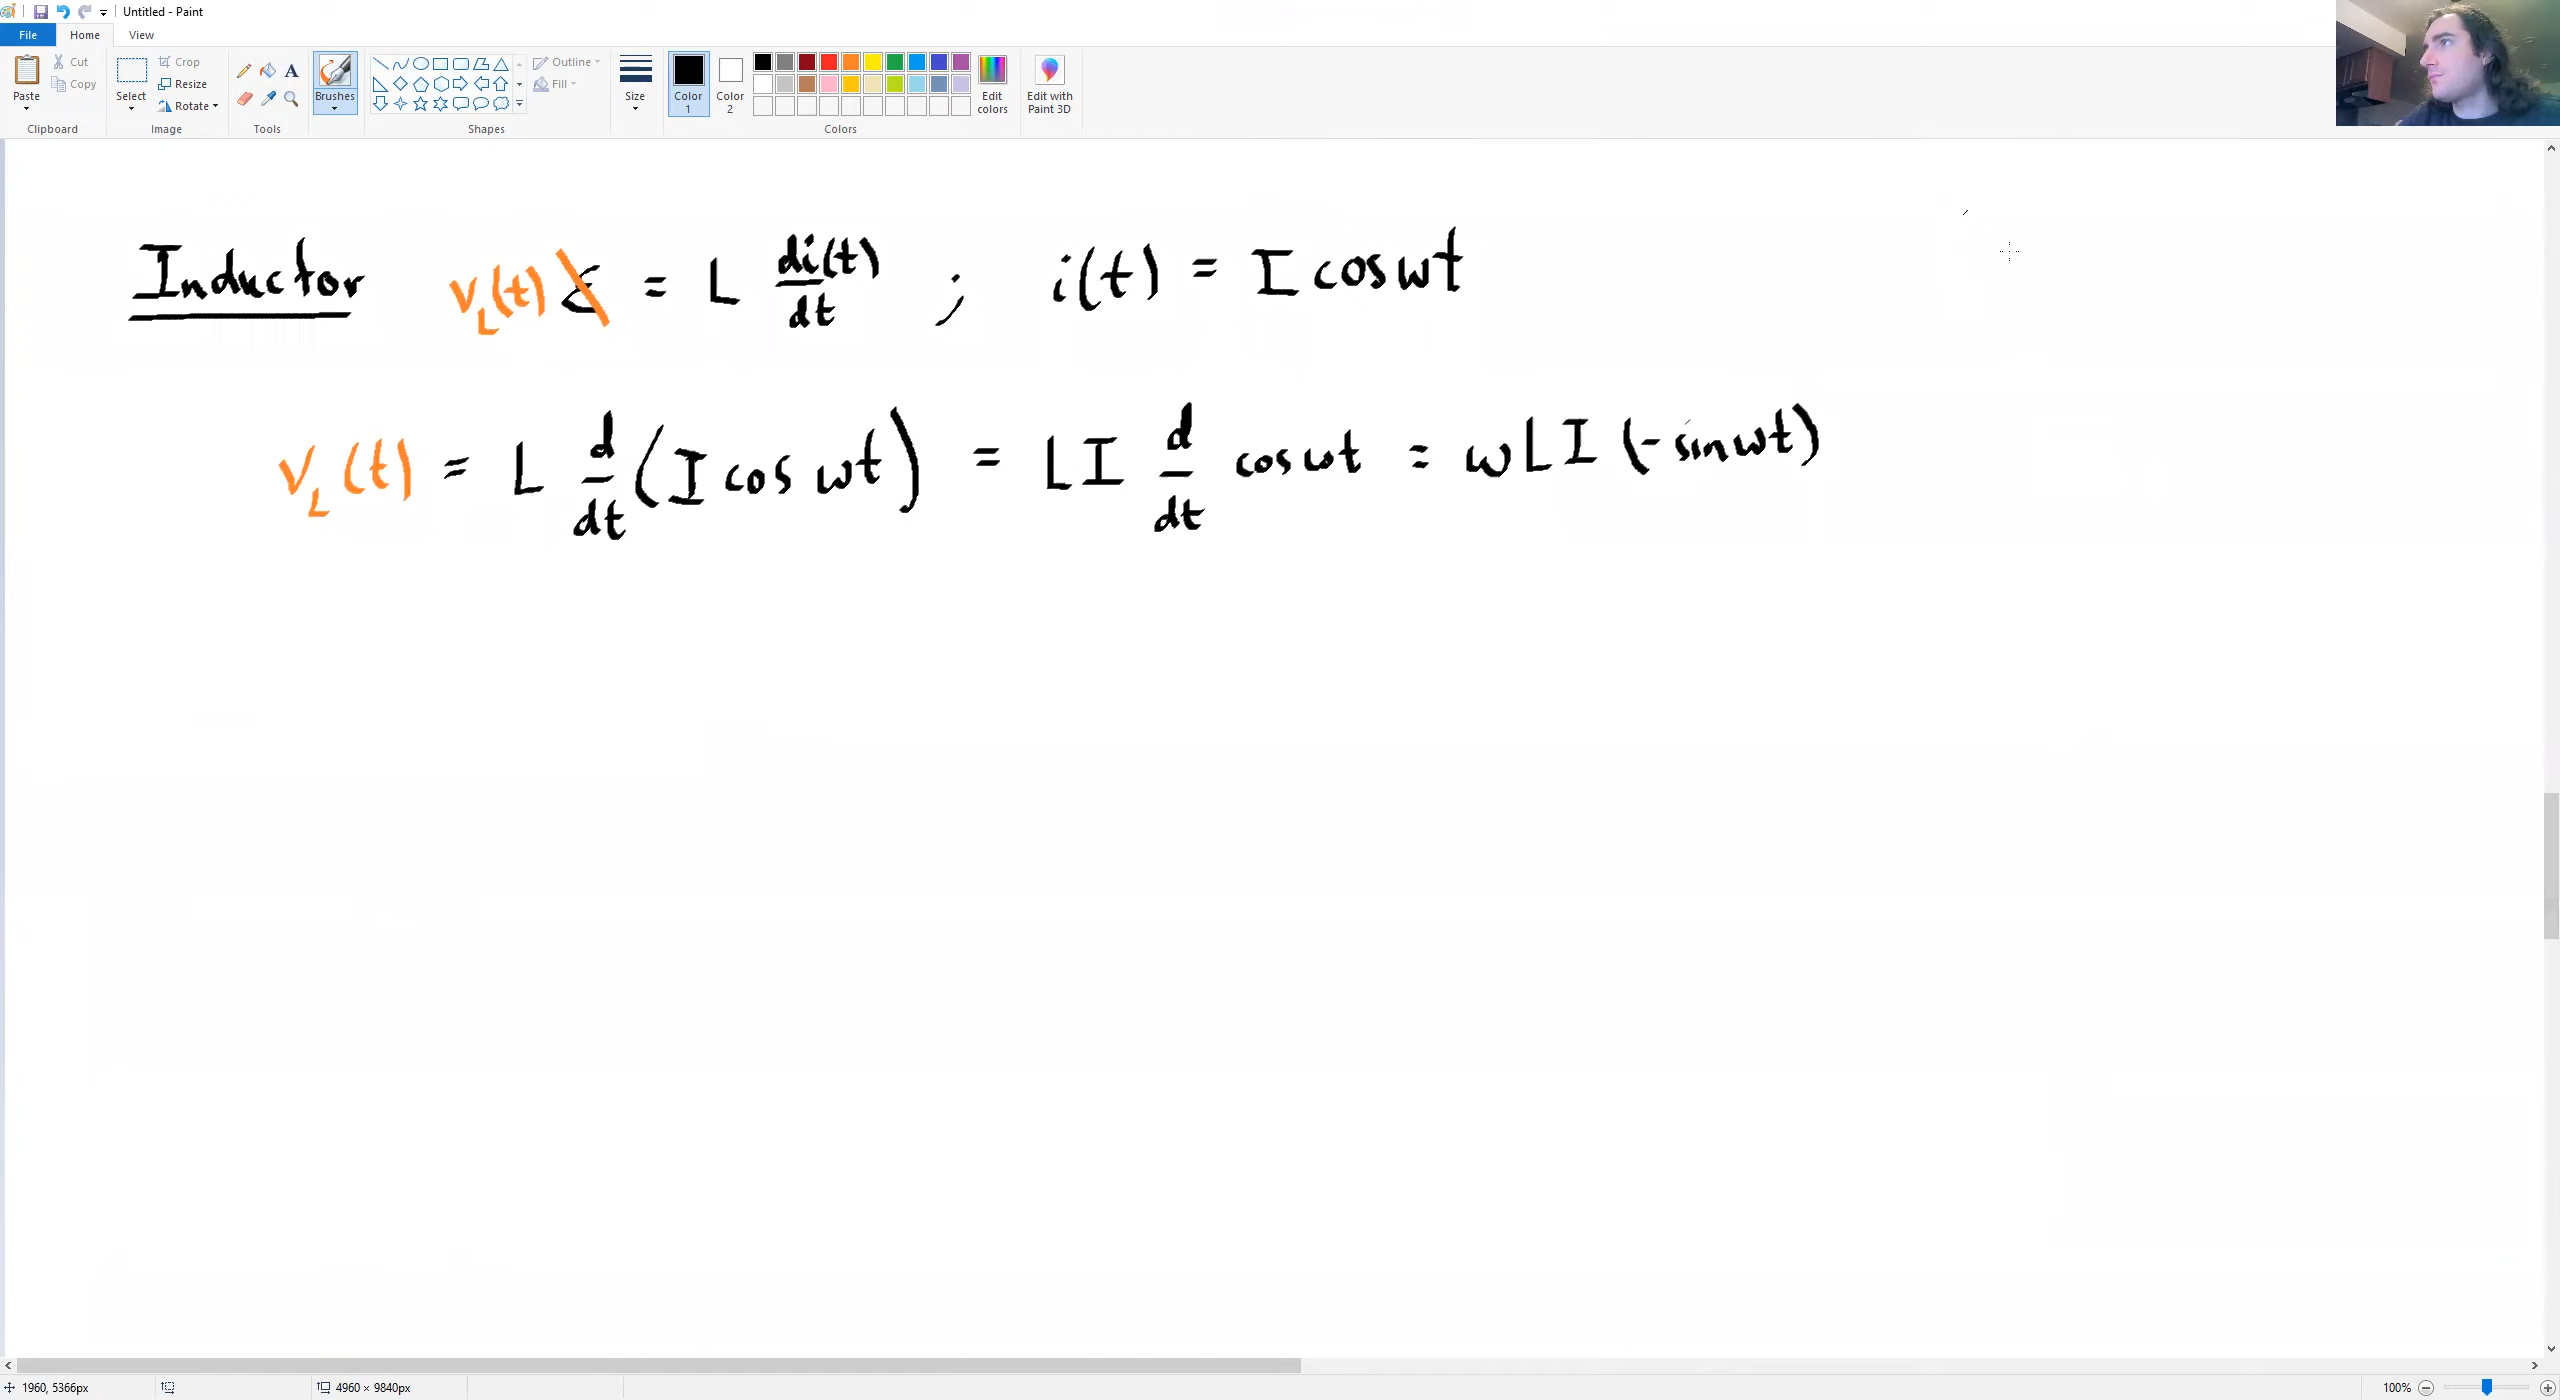 Untitled - Paint
File Home View
Paste Cut Copy Clipboard
Select Crop Resize Rotate Image
Tools
Brushes
Outline Fill Shapes
Size
Color 1 Color 2 Edit colors Colors
Edit with Paint 3D
Inductor v_L(t) ε = L di(t)/dt ; i(t) = I cos ωt
v_L(t) = L d/dt (I cos ωt) = LI d/dt cos ωt = ωLI (-sin ωt)
1960, 5366px 4960 × 9840px 100%